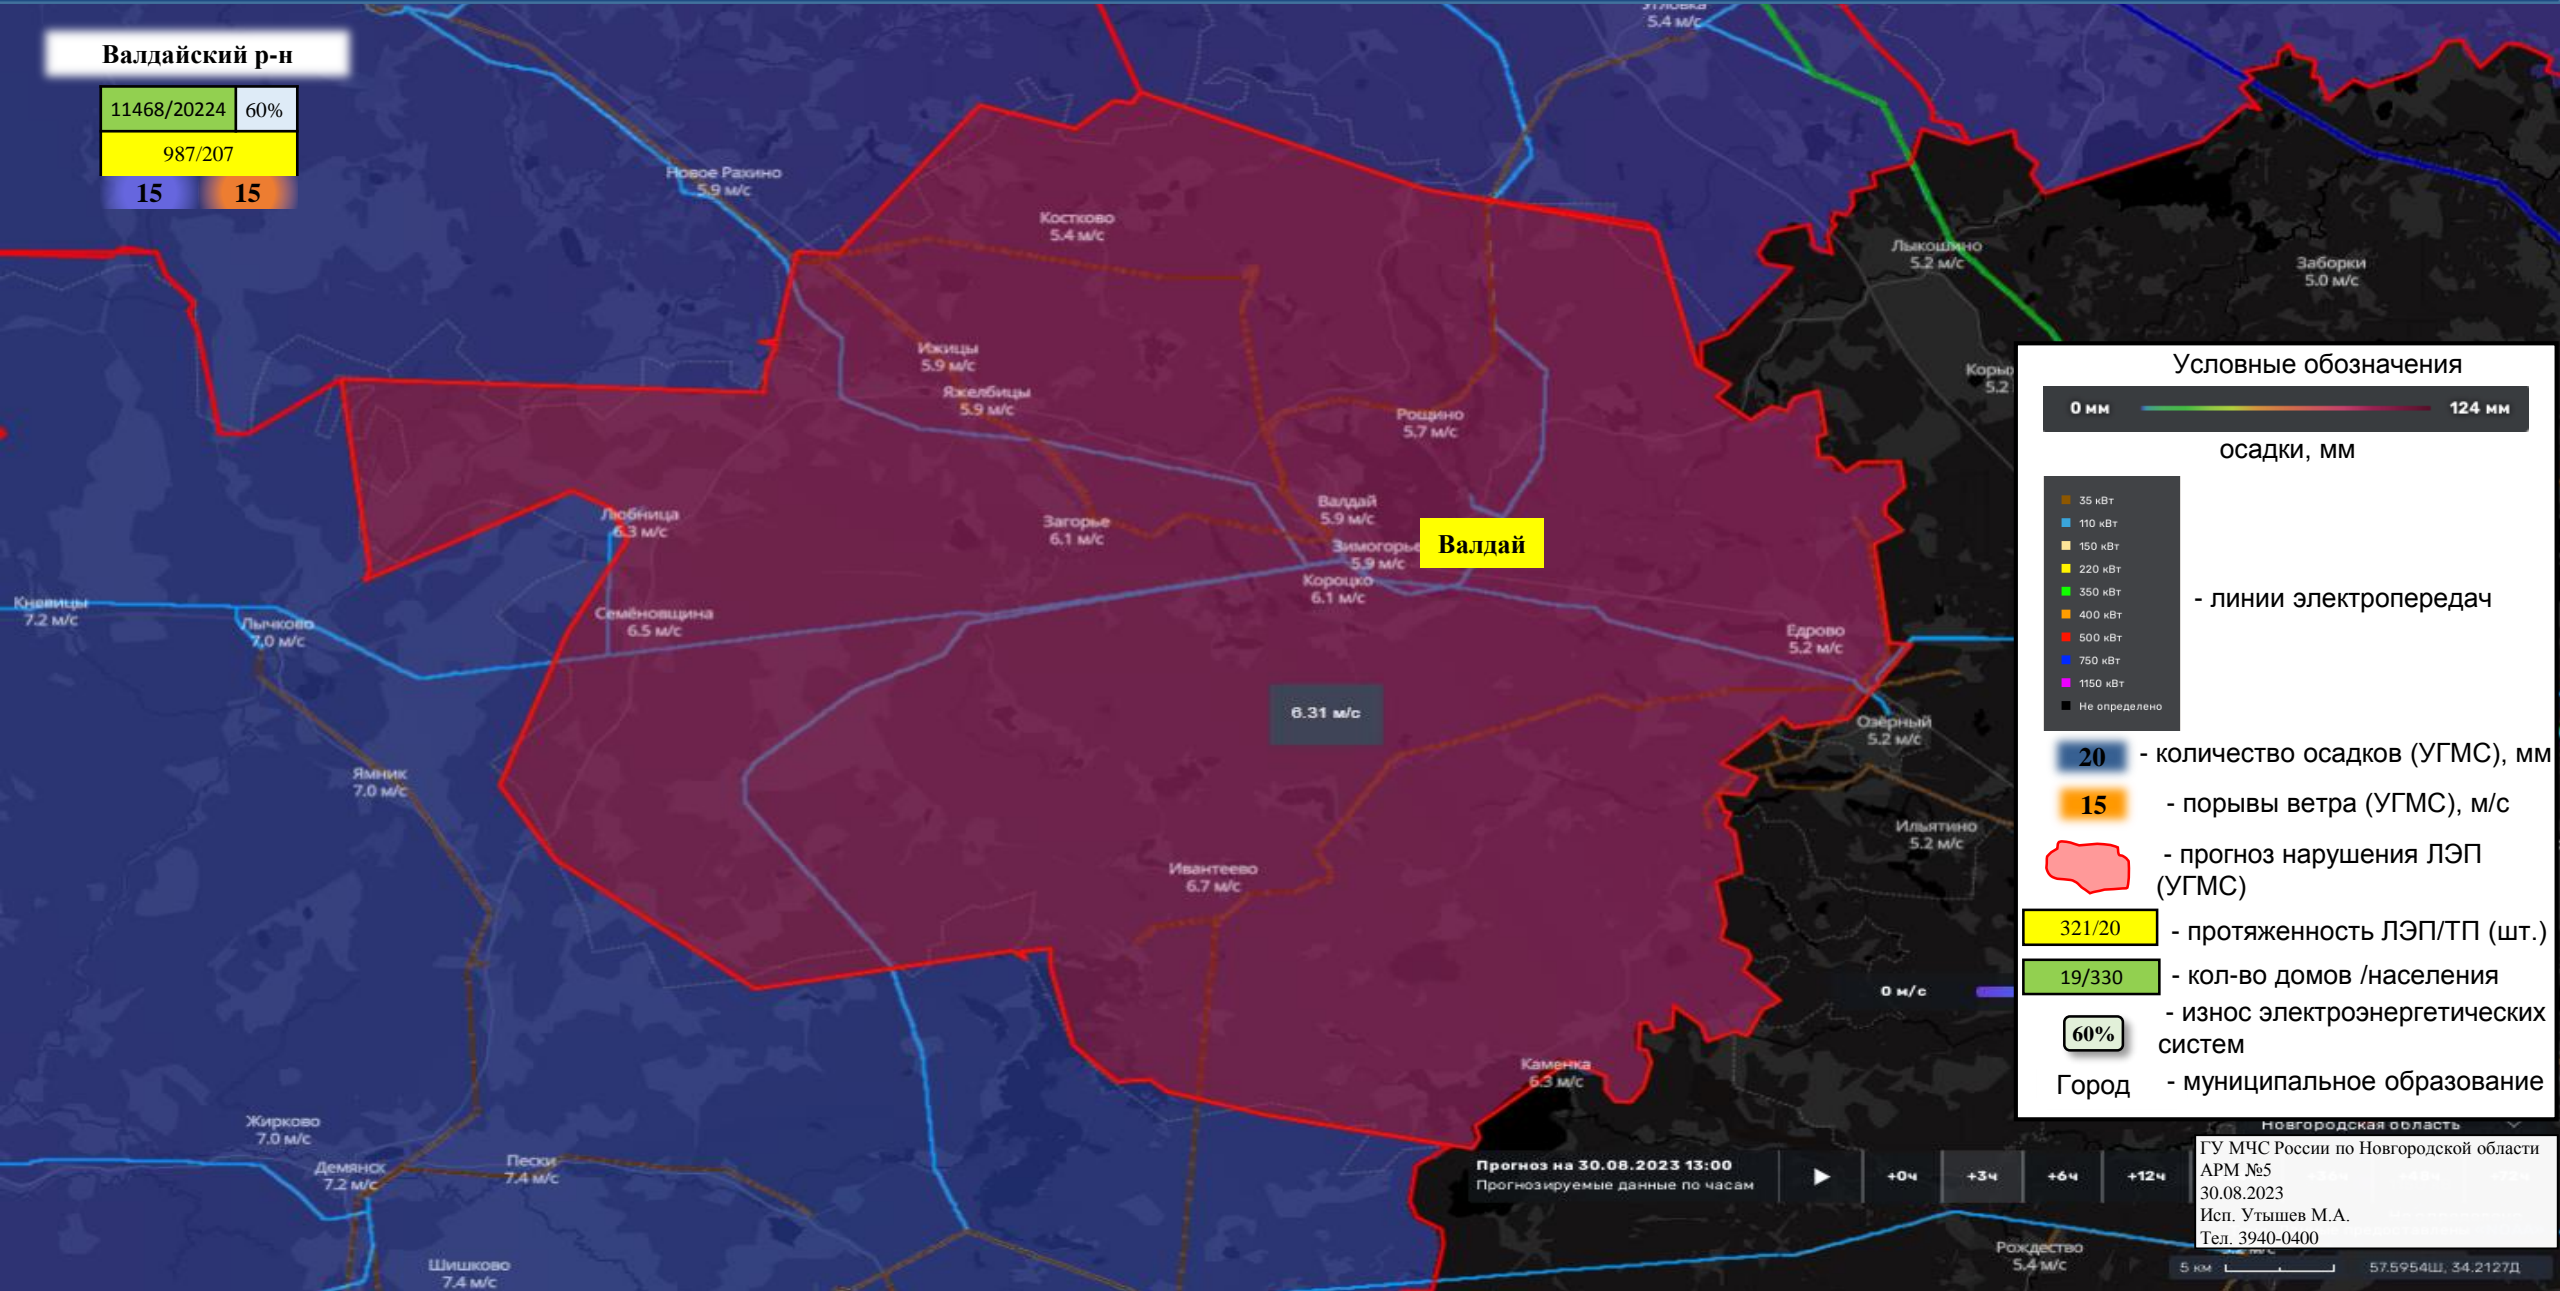 Валдайский р-н
11468/20224 60%
987/207
15 15
Угловка
5.4 м/с
Новое Рахино
5.9 м/с
Костково
5.4 м/с
Лыкошино
5.2 м/с
Заборки
5.0 м/с
Ижицы
5.9 м/с
Яжелбицы
5.9 м/с
Рощино
5.7 м/с
5.2
Любница
6.3 м/с
Загорье
6.1 м/с
Валдай
5.9 м/с
Зимогорье
5.9 м/с
Валдай
Короцко
6.1 м/с
Кневицы
7.2 м/с
Лычково
7.0 м/с
Семёновщина
6.5 м/с
Едрово
5.2 м/с
6.31 м/с
Озёрный
5.2 м/с
Ямник
7.0 м/с
Ильятино
5.2 м/с
Ивантеево
6.7 м/с
0 м/с
Каменка
6.3 м/с
Жирково
7.0 м/с
Демянск
7.2 м/с
Пески
7.4 м/с
Шишково
7.4 м/с
Рождество
5.4 м/с
Условные обозначения
0 мм 124 мм
осадки, мм
35 кВт
110 кВт
150 кВт
220 кВт
350 кВт
400 кВт
500 кВт
750 кВт
1150 кВт
Не определено
- линии электропередач
20 - количество осадков (УГМС), мм
15 - порывы ветра (УГМС), м/с
- прогноз нарушения ЛЭП
(УГМС)
321/20 - протяженность ЛЭП/ТП (шт.)
19/330 - кол-во домов /населения
60% - износ электроэнергетических
систем
Город - муниципальное образование
Новгородская область
Прогноз на 30.08.2023 13:00
Прогнозируемые данные по часам
+0ч +3ч +6ч +12ч
ГУ МЧС России по Новгородской области
АРМ №5
30.08.2023
Исп. Утышев М.А.
Тел. 3940-0400
5 км 57.5954Ш, 34.2127Д